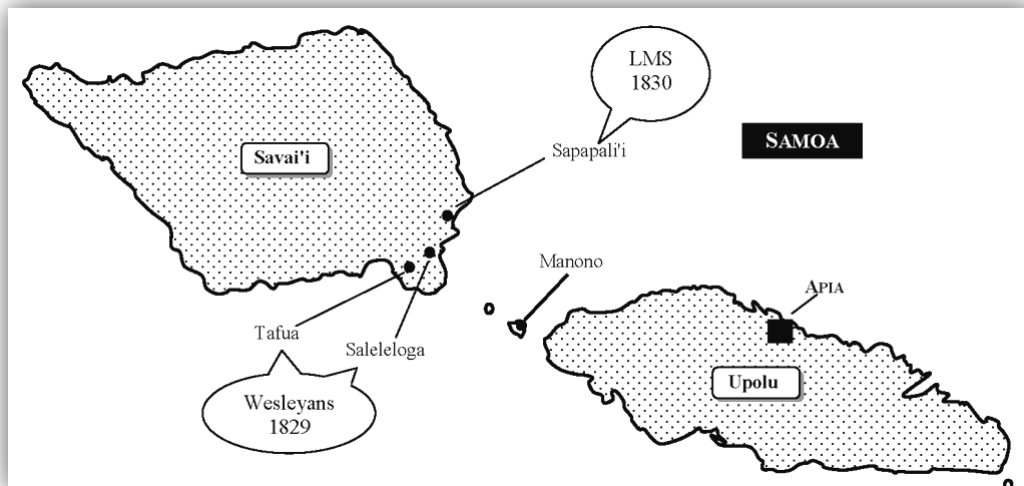 LMS
1830
SAMOA
Sapapali'i
Savai'i
Manono
APIA
Tafua
Saleleloga
Upolu
Wesleyans
1829